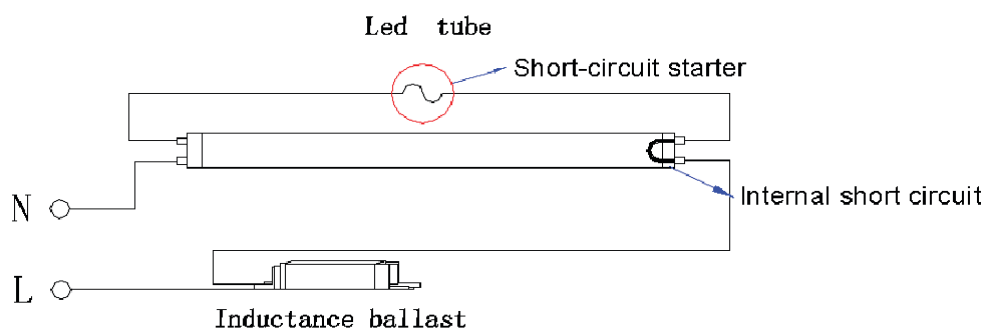 Led tube
Short-circuit starter
Internal short circuit
N
L
Inductance ballast